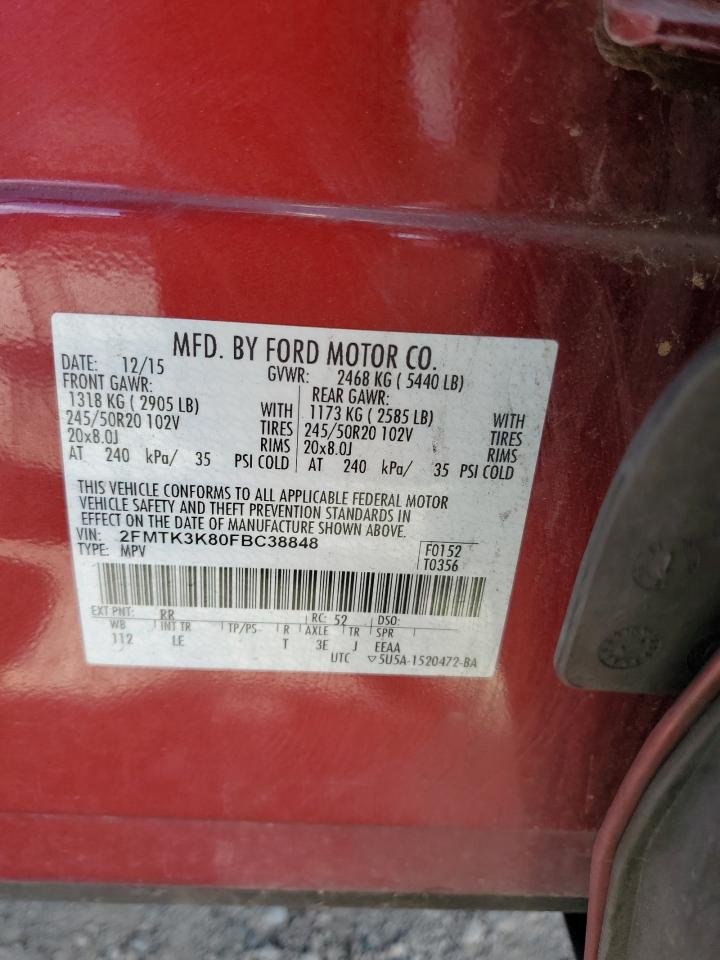 MFD. BY FORD MOTOR CO.
DATE: 12/15 GVWR: 2468 KG ( 5440 LB)
FRONT GAWR: REAR GAWR:
1318 KG ( 2905 LB) WITH 1173 KG ( 2585 LB) WITH
245/50R20 102V TIRES 245/50R20 102V TIRES
20x8.0J RIMS 20x8.0J RIMS
AT 240 kPa/ 35 PSI COLD AT 240 kPa/ 35 PSI COLD
THIS VEHICLE CONFORMS TO ALL APPLICABLE FEDERAL MOTOR
VEHICLE SAFETY AND THEFT PREVENTION STANDARDS IN
EFFECT ON THE DATE OF MANUFACTURE SHOWN ABOVE.
VIN: 2FMTK3K80FBC38848 F0152
TYPE: MPV T0356
EXT PNT: RR RC: 52 DSO:
WB INT TR TP/PS R AXLE TR SPR
112 LE T 3E J EEAA
UTC ▽5U5A-1520472-BA